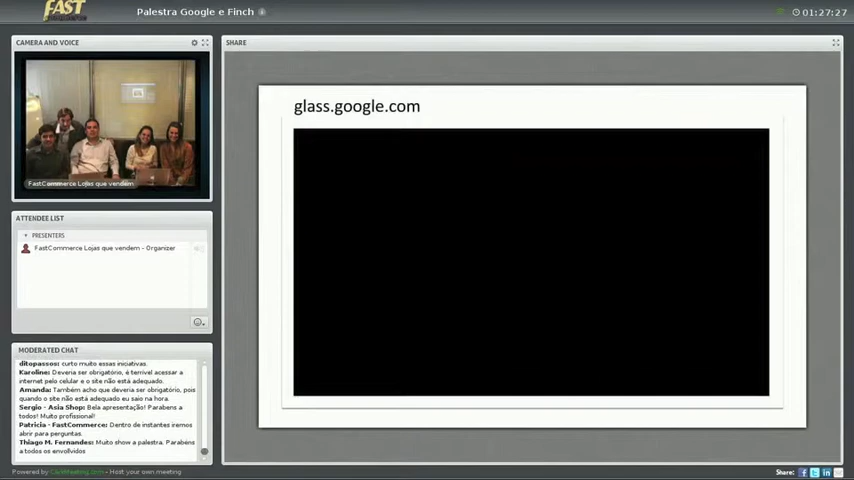 FAST
Palestra Google e Finch
01:27:27
CAMERA AND VOICE
FastCommerce Lojas que vendem
ATTENDEE LIST
PRESENTERS
FastCommerce Lojas que vendem - Organizer
MODERATED CHAT
ditopassos: curto muito essas iniciativas.
Karoline: Deveria ser obrigatório, é terrível acessar a
internet pelo celular e o site não está adequado.
Amanda: Também acho que deveria ser obrigatório, pois
quando o site não está adequado eu saio na hora.
Sergio - Asia Shop: Bela apresentação! Parabens a
todos! Muito profissional!
Patricia - FastCommerce: Dentro de instantes iremos
abrir para perguntas.
Thiago M. Fernandes: Muito show a palestra. Parabéns
a todos os envolvidos
SHARE
glass.google.com
Powered by ClickMeeting.com - Host your own meeting
Share: